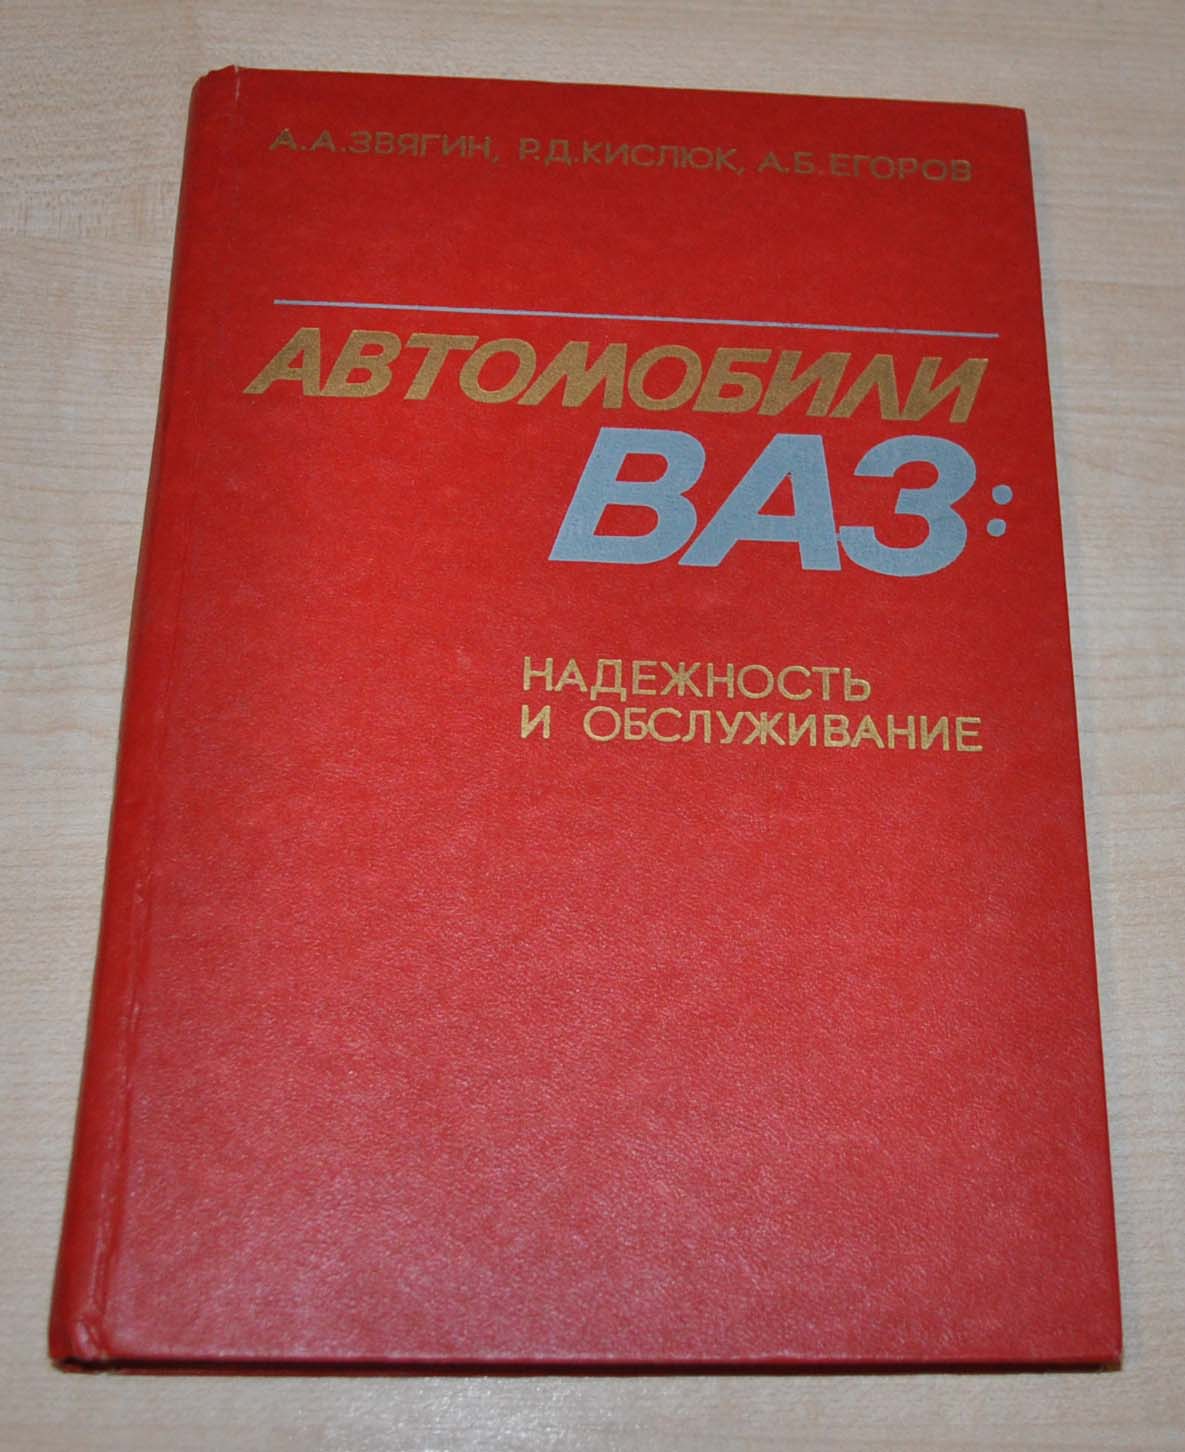 А.А.ЗВЯГИН, Р.Д.КИСЛЮК, А.Б.ЕГОРОВ
АВТОМОБИЛИ
ВАЗ:
НАДЕЖНОСТЬ
И ОБСЛУЖИВАНИЕ